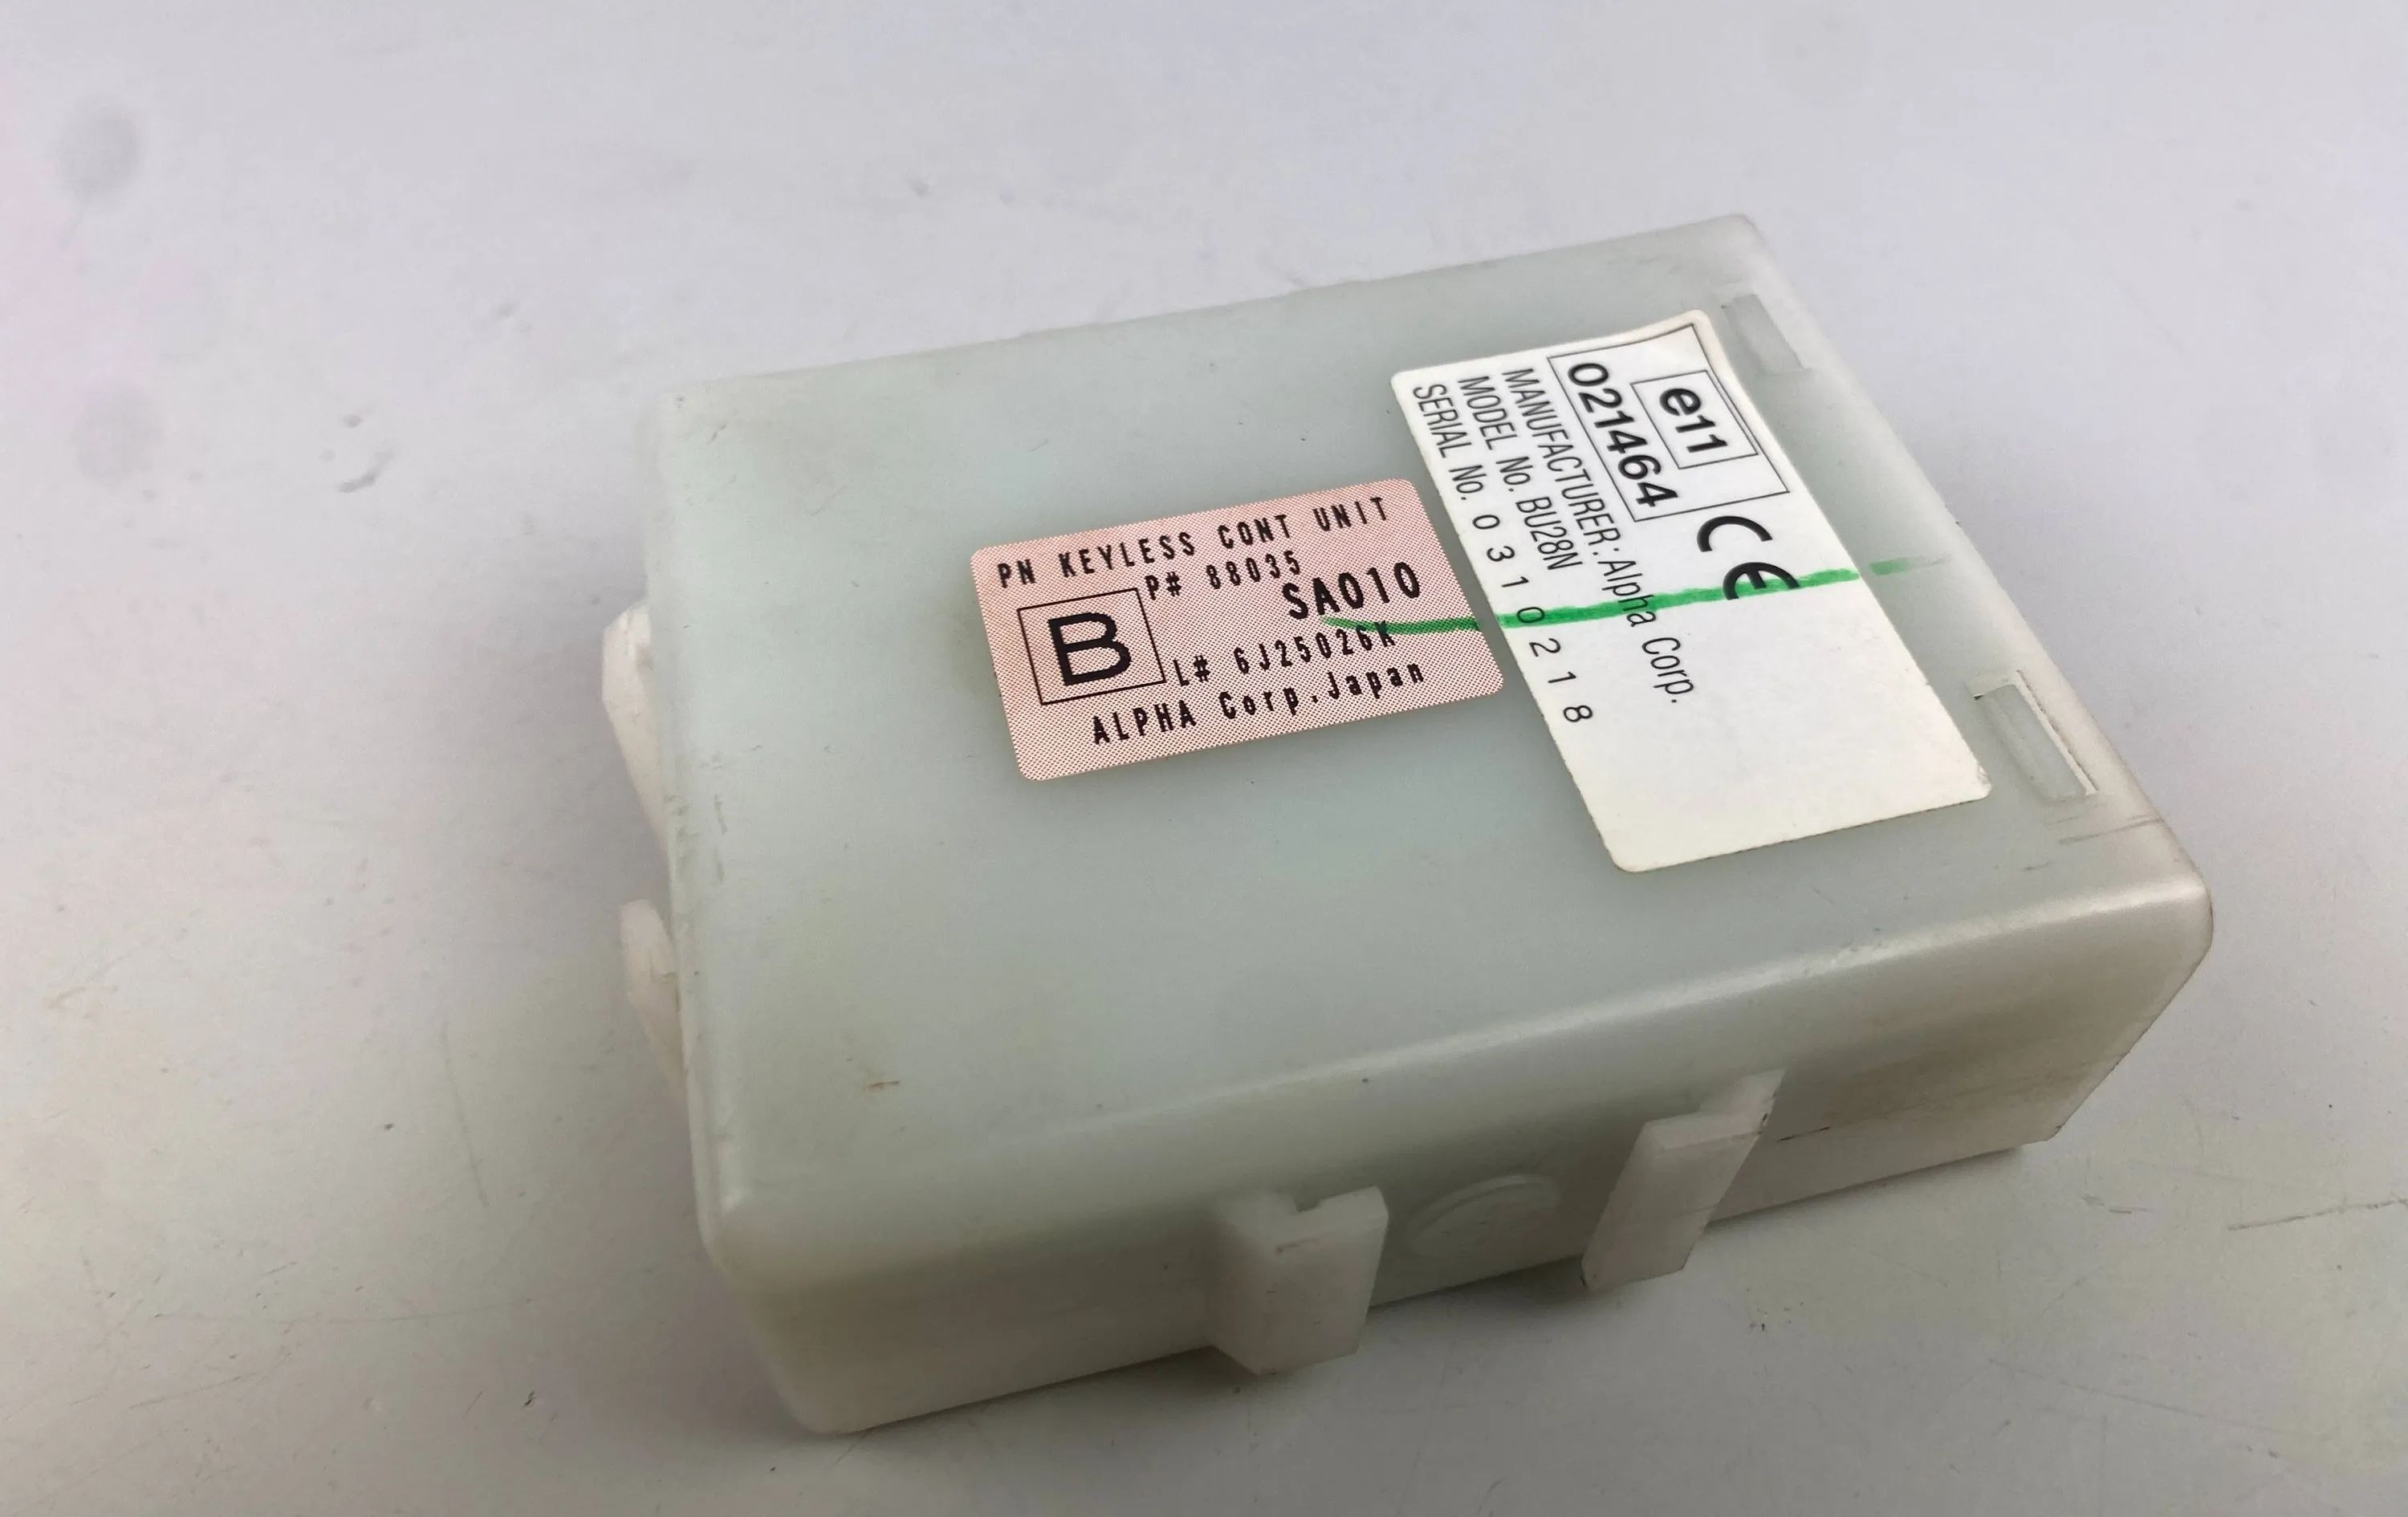 PN KEYLESS CONT UNIT
B
P# 88035
SA010
L# 6J25026K
ALPHA Corp.Japan
e11
021464
CE
MANUFACTURER: Alpha Corp.
MODEL No. BU28N
SERIAL No. 0310218